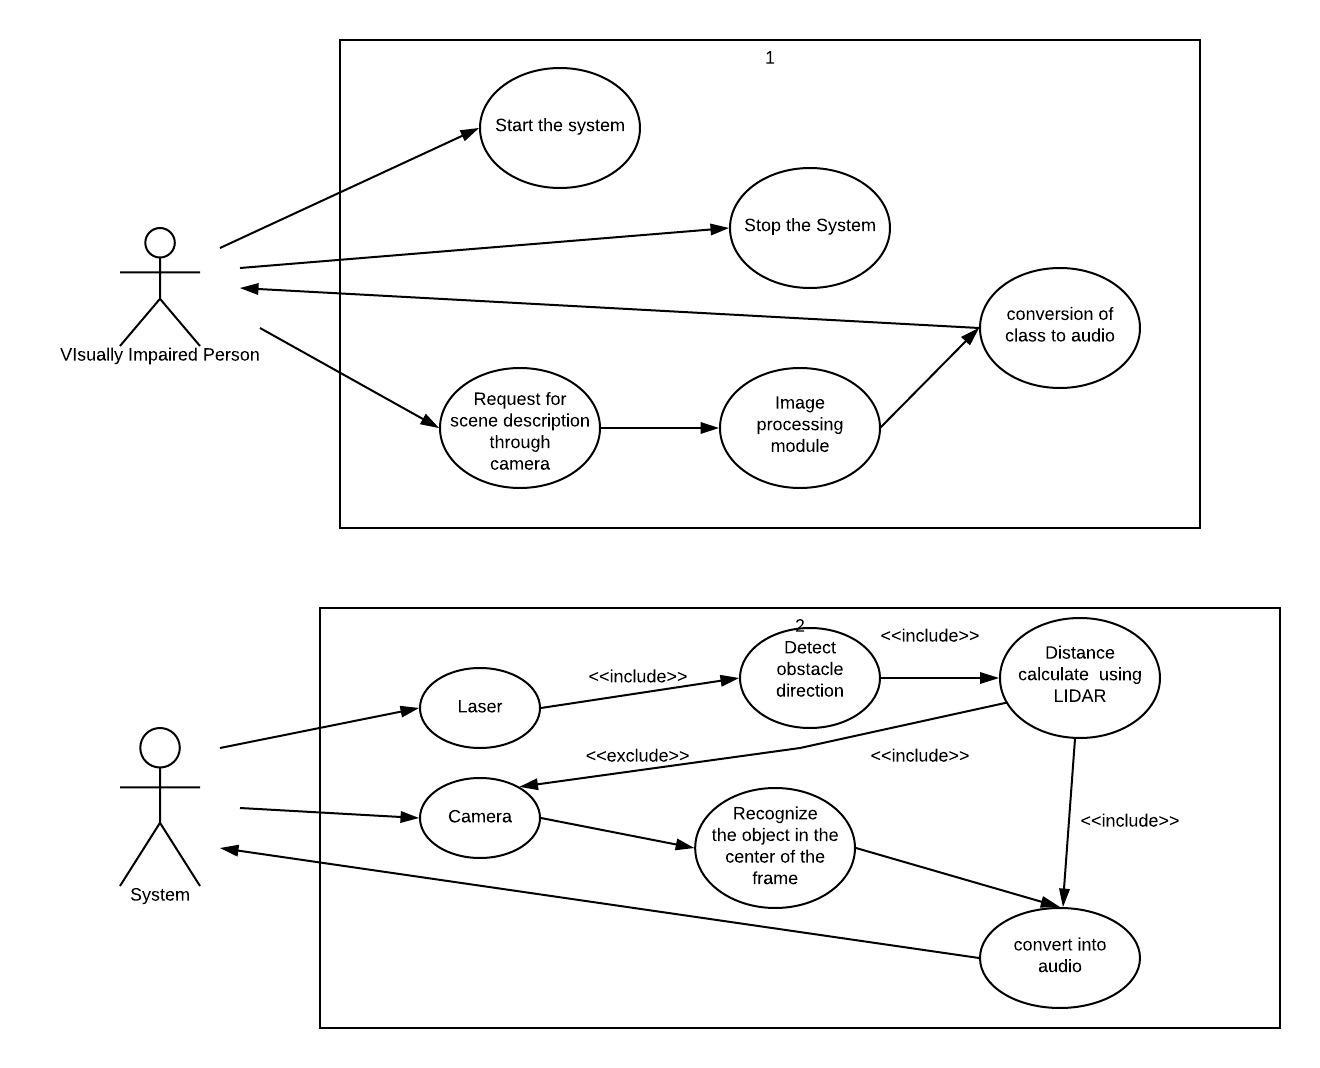 1
Start the system
Stop the System
conversion of
class to audio
VIsually Impaired Person
Request for
scene description
through
camera
Image
processing
module
2
<<include>>
Detect
obstacle
direction
<<include>>
Distance
calculate  using
LIDAR
Laser
<<exclude>>
<<include>>
Camera
Recognize
the object in the
center of the
frame
<<include>>
System
convert into
audio